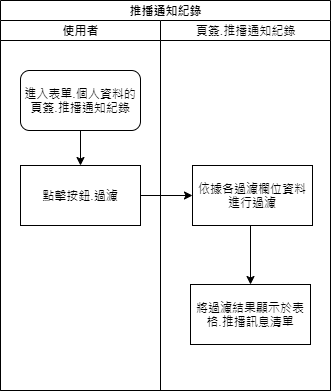 推播通知紀錄
使用者
頁簽.推播通知紀錄
進入表單.個人資料的
頁簽.推播通知紀錄
點擊按鈕.過濾
依據各過濾欄位資料
進行過濾
將過濾結果顯示於表
格.推播訊息清單